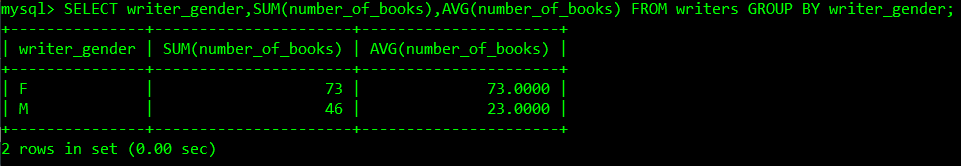 mysql> SELECT writer_gender,SUM(number_of_books),AVG(number_of_books) FROM writers GROUP BY writer_gender;
+---------------+----------------------+----------------------+
| writer_gender | SUM(number_of_books) | AVG(number_of_books) |
+---------------+----------------------+----------------------+
| F             |                   73 |              73.0000 |
| M             |                   46 |              23.0000 |
+---------------+----------------------+----------------------+
2 rows in set (0.00 sec)